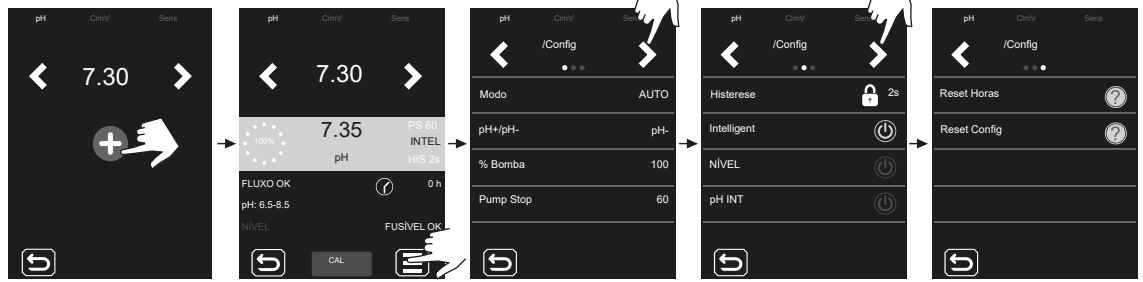 pH ClmV Sens
7.30
pH ClmV Sens
7.30
100% 7.35 PS 60
INTEL
pH HIS 2s
FLUXO OK 0 h
pH: 6.5-8.5
NÍVEL FUSÍVEL OK
CAL
pH ClmV Sens
/Config
Modo AUTO
pH+/pH- pH-
% Bomba 100
Pump Stop 60
pH ClmV Sens
/Config
Histerese 2s
Intelligent
NÍVEL
pH INT
pH ClmV Sens
/Config
Reset Horas ?
Reset Config ?